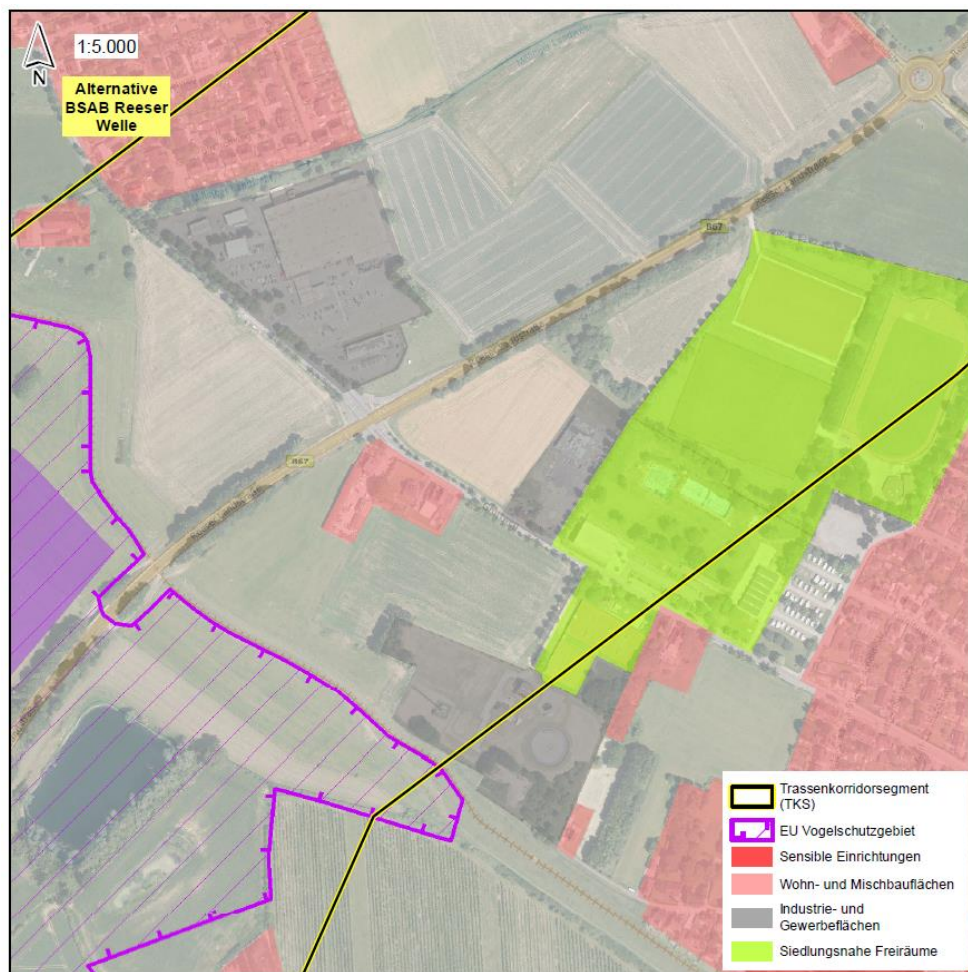 1:5.000
N
Alternative
BSAB Reeser
Welle
B67
B67
Trassenkorridorsegment
(TKS)
EU Vogelschutzgebiet
Sensible Einrichtungen
Wohn- und Mischbauflächen
Industrie- und
Gewerbeflächen
Siedlungsnahe Freiräume